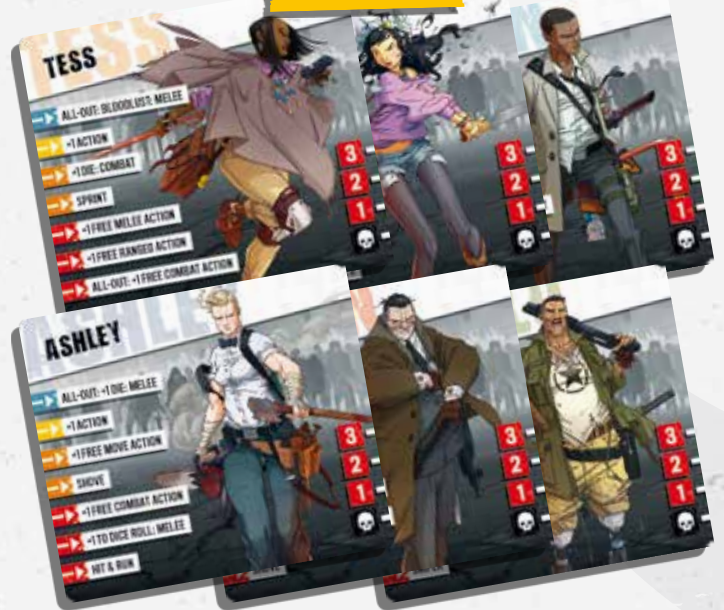 TESS
ALL-OUT: BLOODLUST: MELEE
+1 ACTION
+1 DIE: COMBAT
SPRINT
+1 FREE MELEE ACTION
+1 FREE RANGED ACTION
ALL-OUT: +1 FREE COMBAT ACTION
3
2
1
3
2
1
3
2
1
ASHLEY
ALL-OUT: +1 DIE: MELEE
+1 ACTION
+1 FREE MOVE ACTION
SHOVE
+1 FREE COMBAT ACTION
+1 TO DICE ROLL: MELEE
HIT & RUN
3
2
1
3
2
1
3
2
1